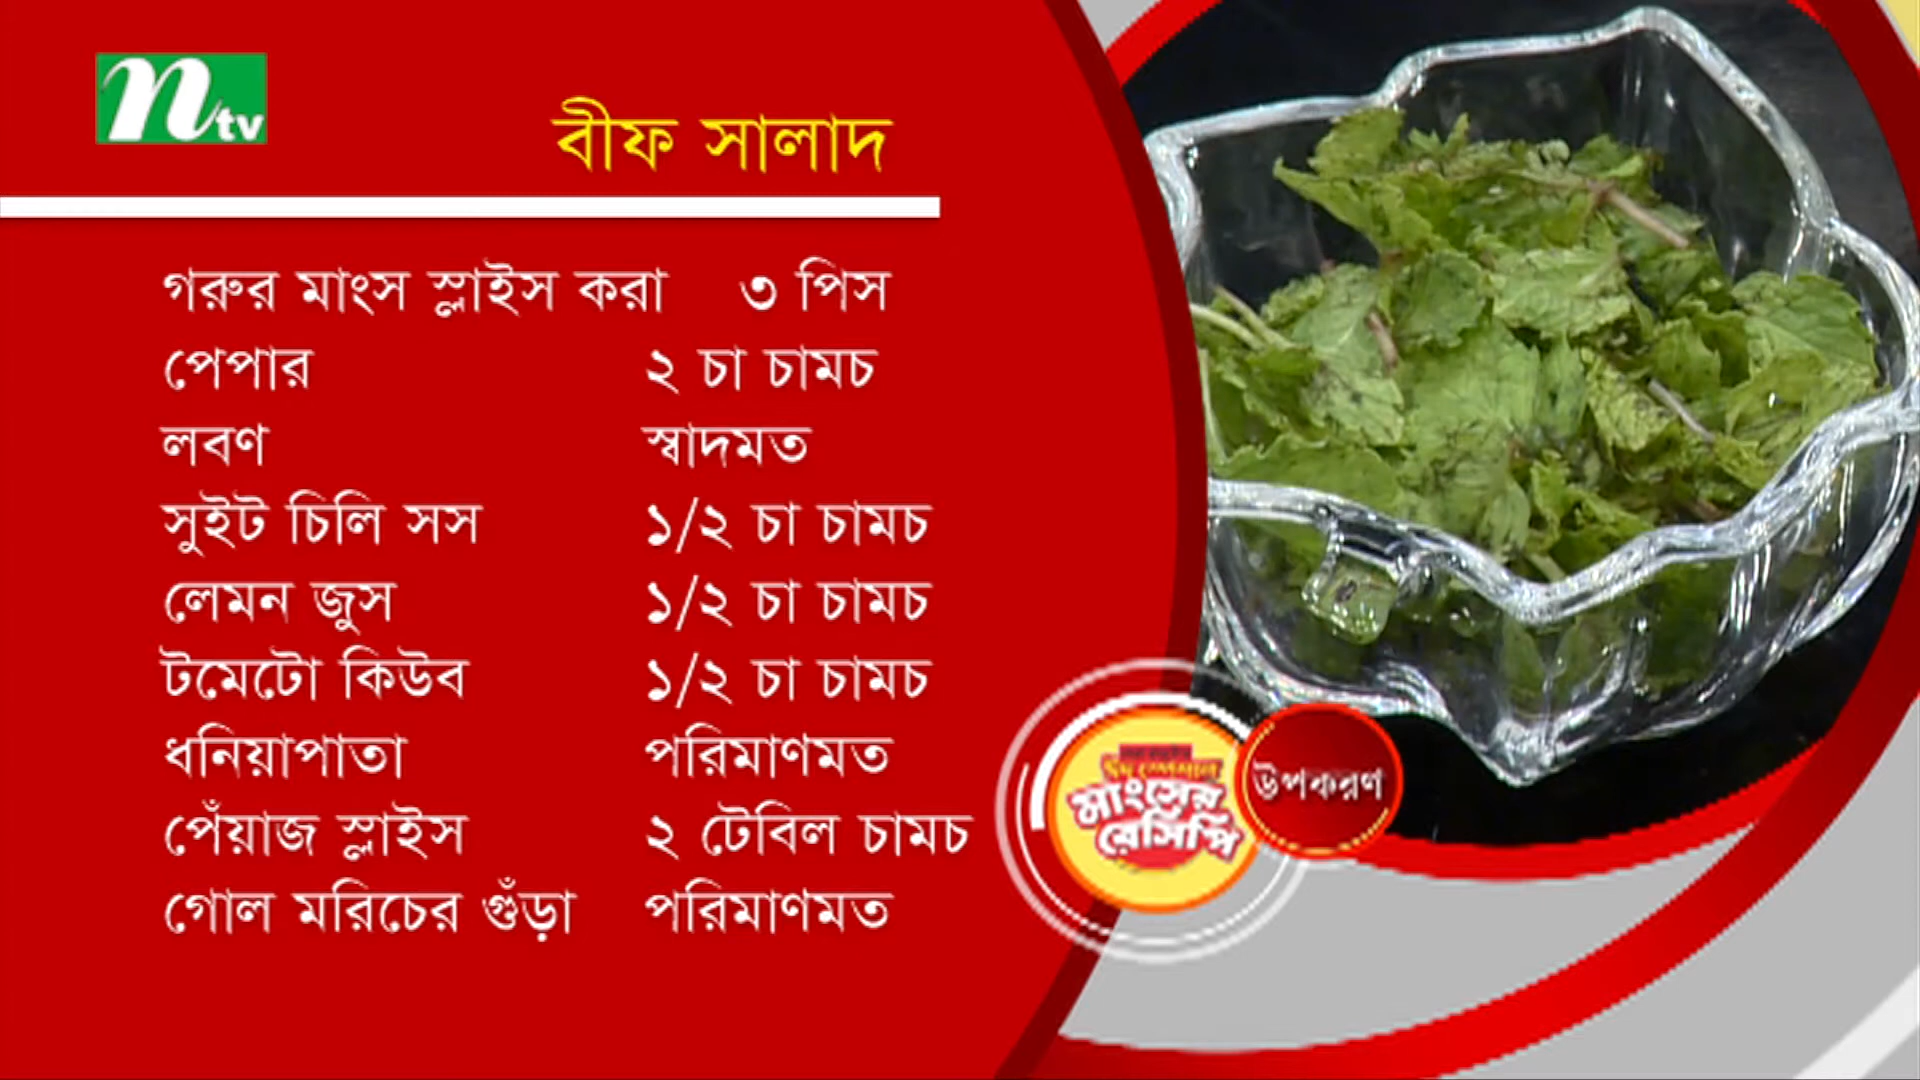 ntv
বীফ সালাদ
গরুর মাংস স্লাইস করা ৩ পিস
পেপার ২ চা চামচ
লবণ স্বাদমত
সুইট চিলি সস ১/২ চা চামচ
লেমন জুস ১/২ চা চামচ
টমেটো কিউব ১/২ চা চামচ
ধনিয়াপাতা পরিমাণমত
পেঁয়াজ স্লাইস ২ টেবিল চামচ
গোল মরিচের গুঁড়া পরিমাণমত
মাংসের
রেসিপি
উপকরণ